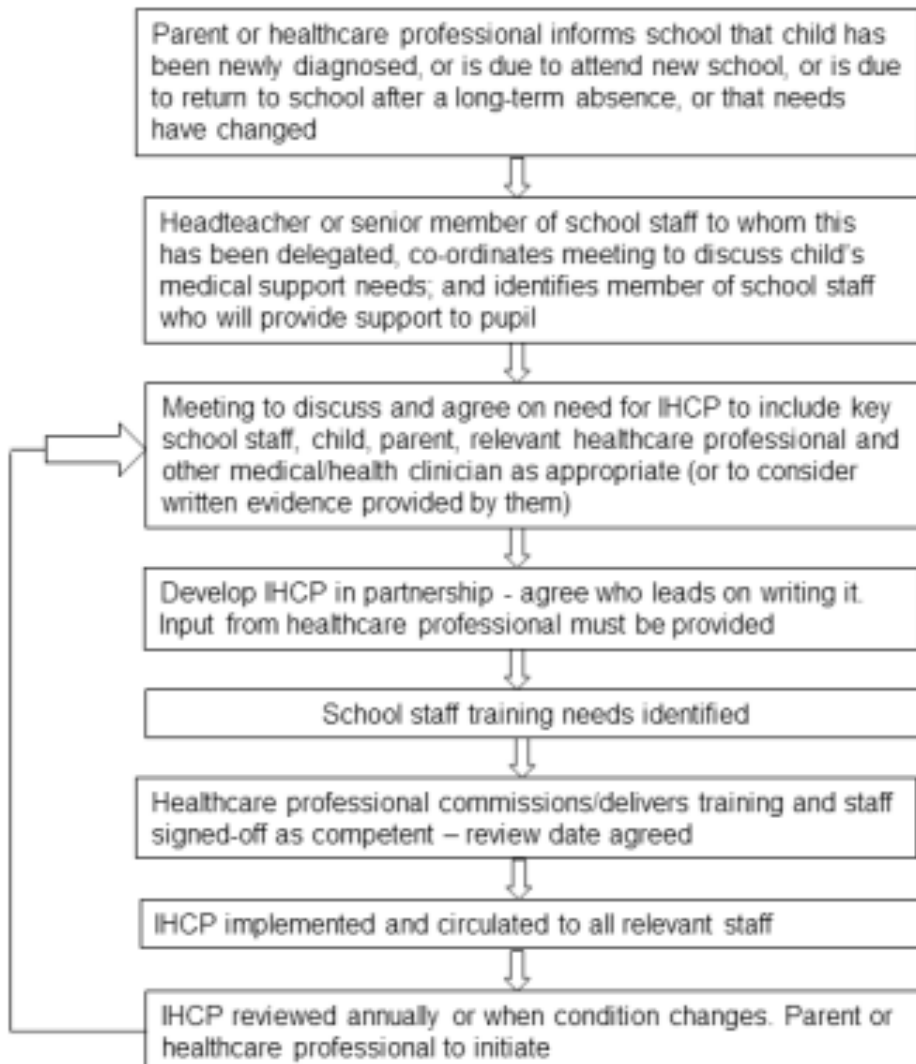 Parent or healthcare professional informs school that child has
been newly diagnosed, or is due to attend new school, or is due
to return to school after a long-term absence, or that needs
have changed
Headteacher or senior member of school staff to whom this
has been delegated, co-ordinates meeting to discuss child's
medical support needs; and identifies member of school staff
who will provide support to pupil
Meeting to discuss and agree on need for IHCP to include key
school staff, child, parent, relevant healthcare professional and
other medical/health clinician as appropriate (or to consider
written evidence provided by them)
Develop IHCP in partnership - agree who leads on writing it.
Input from healthcare professional must be provided
School staff training needs identified
Healthcare professional commissions/delivers training and staff
signed-off as competent – review date agreed
IHCP implemented and circulated to all relevant staff
IHCP reviewed annually or when condition changes. Parent or
healthcare professional to initiate